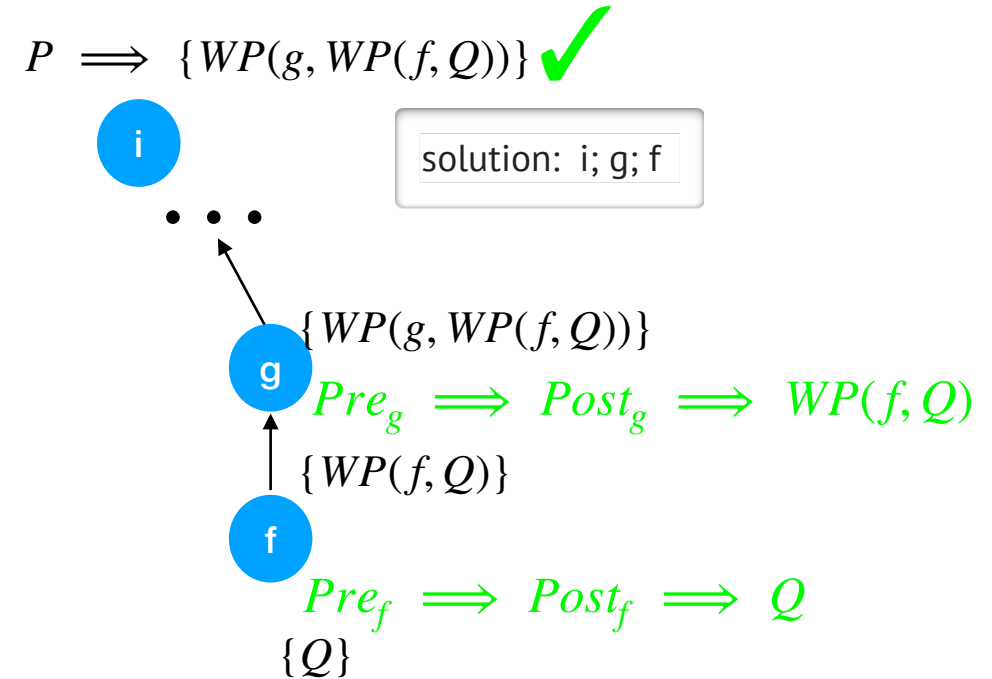 P ⟹ {WP(g, WP(f, Q))} ✓
i
solution: i; g; f
• • •
{WP(g, WP(f, Q))}
g
Pre_g ⟹ Post_g ⟹ WP(f, Q)
{WP(f, Q)}
f
Pre_f ⟹ Post_f ⟹ Q
{Q}